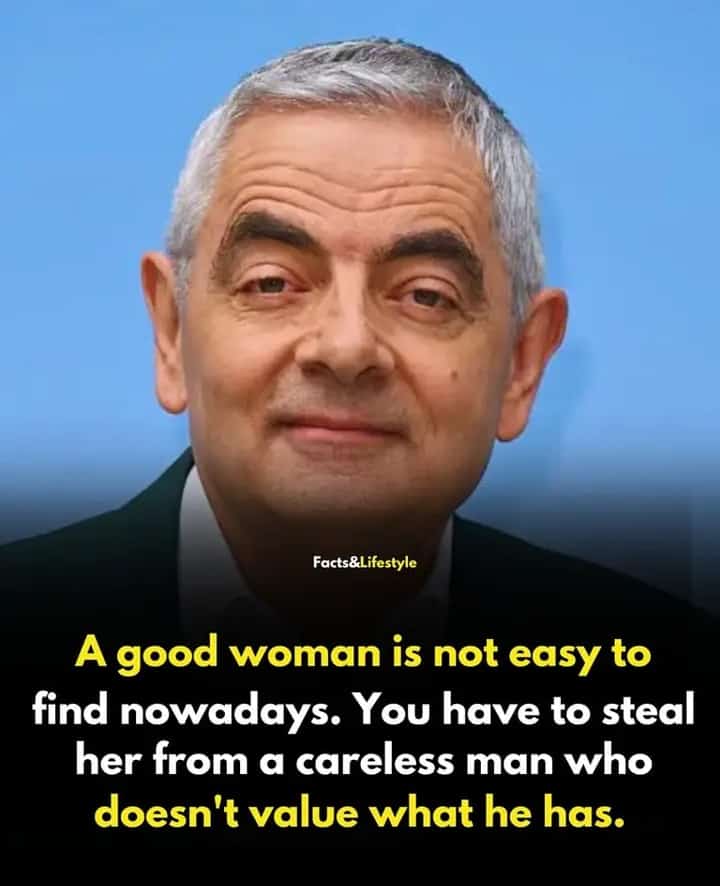 Facts&Lifestyle
A good woman is not easy to
find nowadays. You have to steal
her from a careless man who
doesn't value what he has.